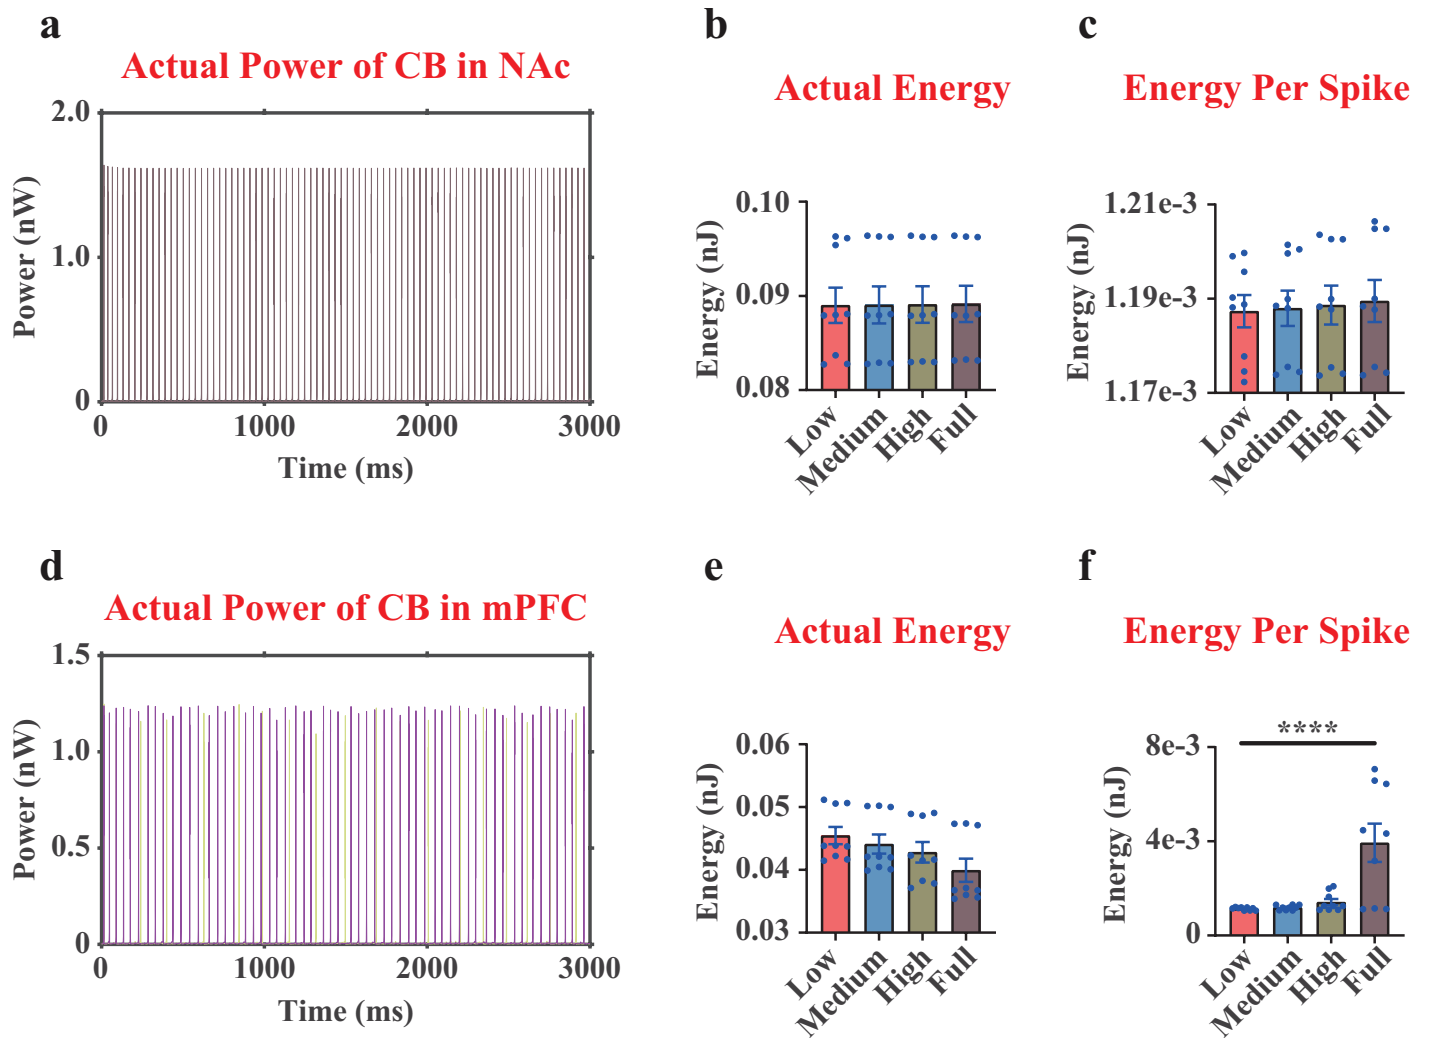 a
Actual Power of CB in NAc
Power (nW)
2.0
1.0
0
0 1000 2000 3000
Time (ms)
b
Actual Energy
Energy (nJ)
0.10
0.09
0.08
Low Medium High Full
c
Energy Per Spike
Energy (nJ)
1.21e-3
1.19e-3
1.17e-3
Low Medium High Full
d
Actual Power of CB in mPFC
Power (nW)
1.5
1.0
0.5
0
0 1000 2000 3000
Time (ms)
e
Actual Energy
Energy (nJ)
0.06
0.05
0.04
0.03
Low Medium High Full
f
Energy Per Spike
****
Energy (nJ)
8e-3
4e-3
0
Low Medium High Full